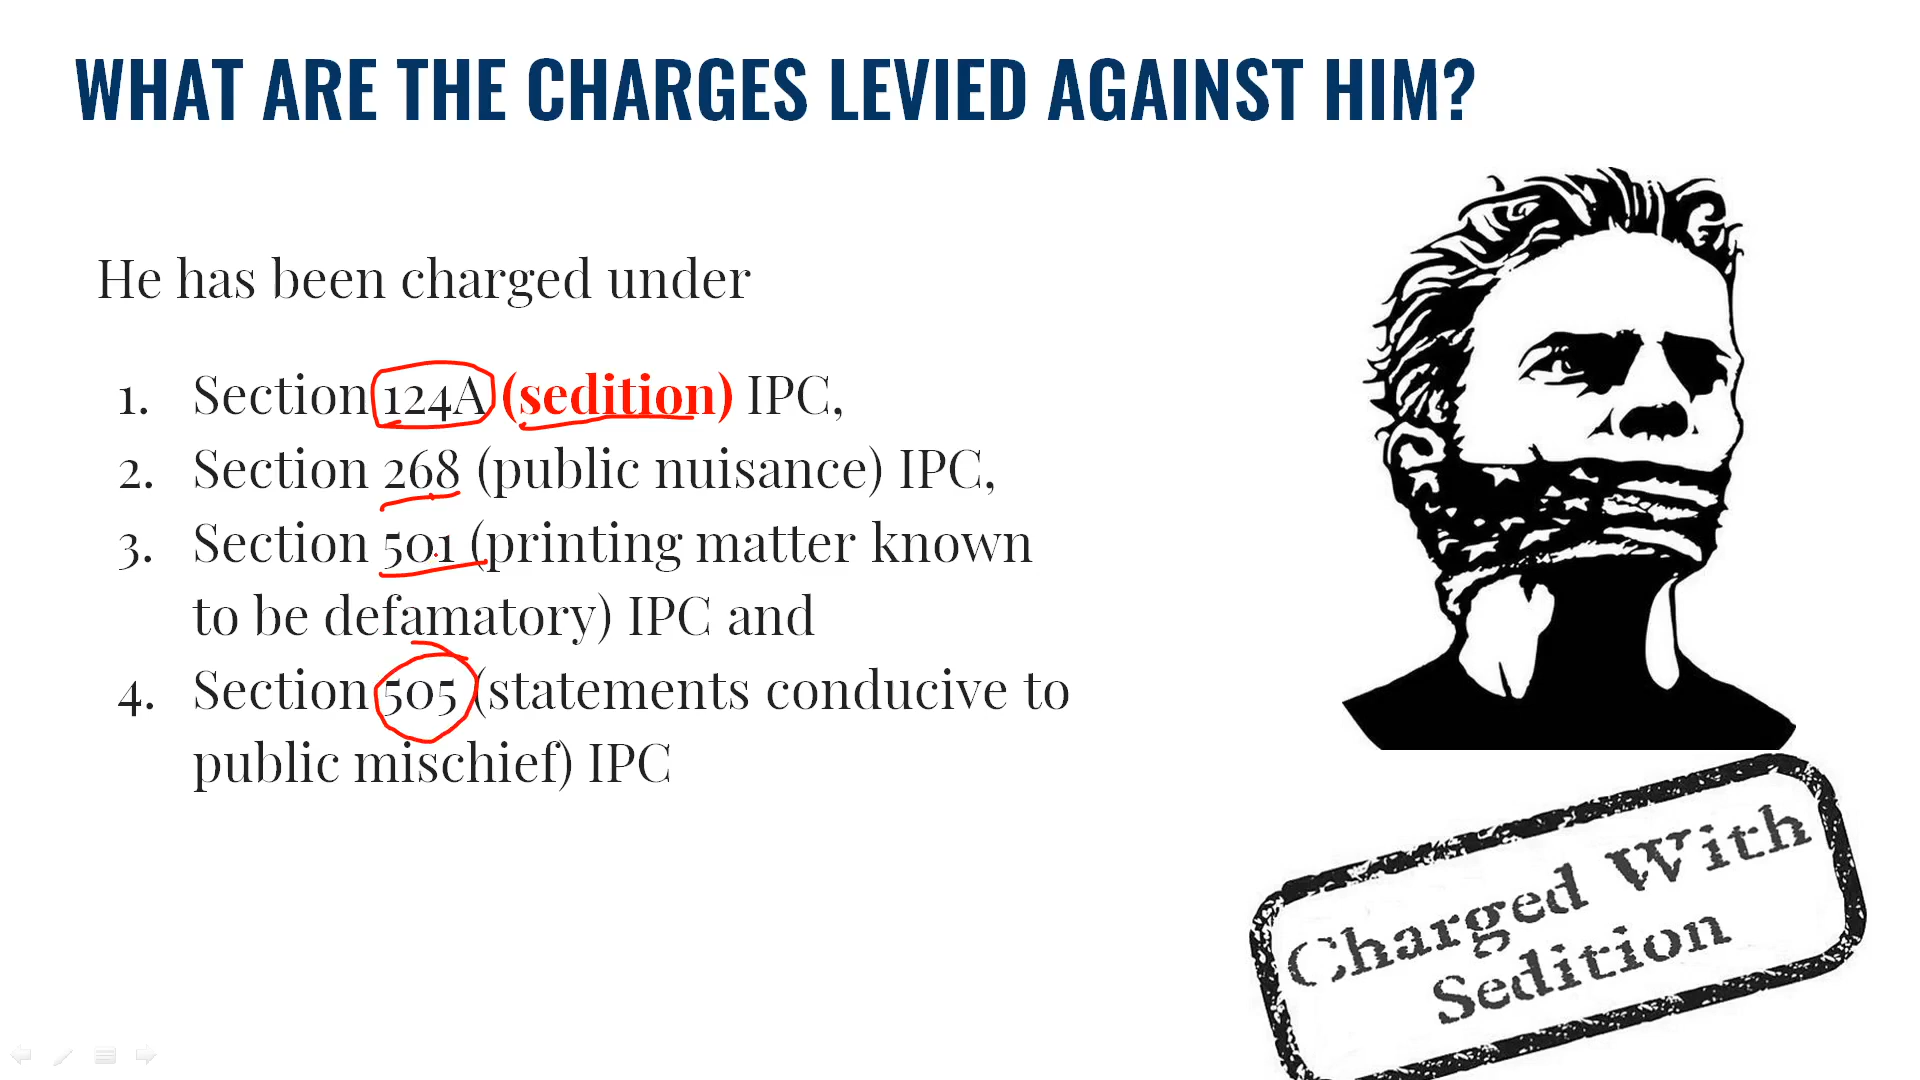 WHAT ARE THE CHARGES LEVIED AGAINST HIM?
He has been charged under
1. Section 124A (sedition) IPC,
2. Section 268 (public nuisance) IPC,
3. Section 501 (printing matter known
to be defamatory) IPC and
4. Section 505 (statements conducive to
public mischief) IPC
Charged With
Sedition